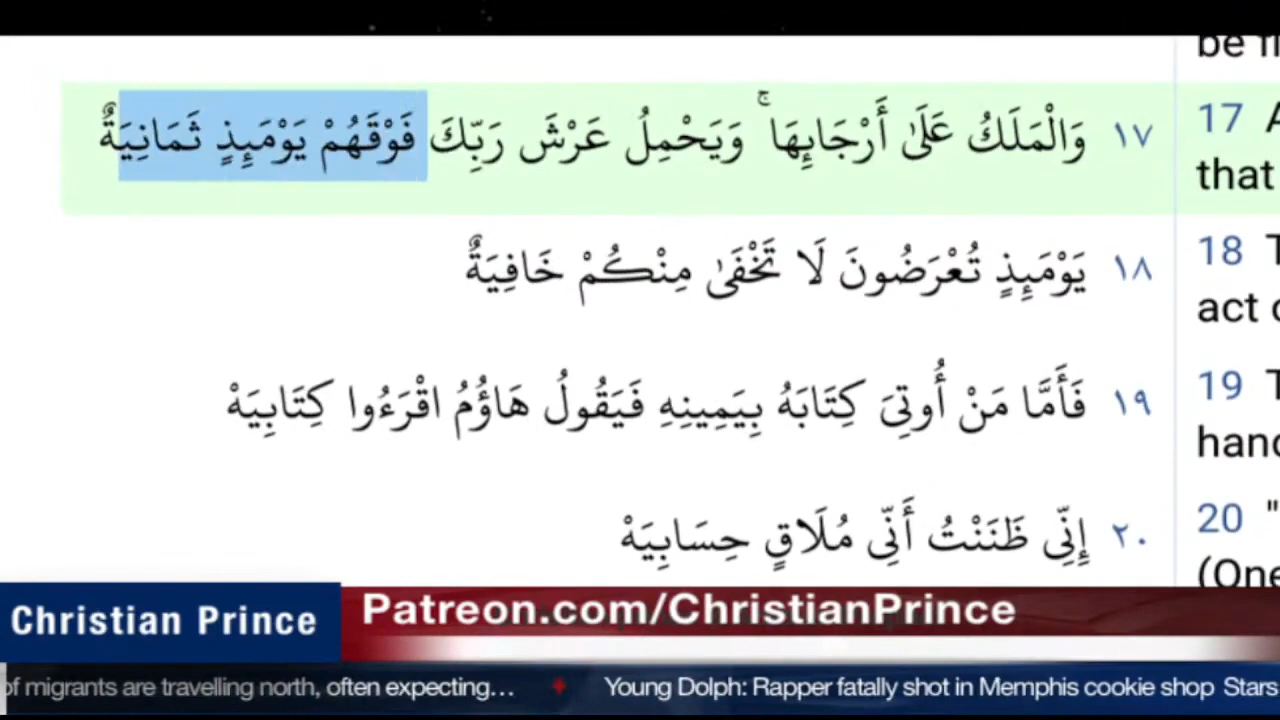 be fi
١٧ وَالْمَلَكُ عَلَىٰ أَرْجَائِهَا ۚ وَيَحْمِلُ عَرْشَ رَبِّكَ فَوْقَهُمْ يَوْمَئِذٍ ثَمَانِيَةٌ
17 A
that
١٨ يَوْمَئِذٍ تُعْرَضُونَ لَا تَخْفَىٰ مِنْكُمْ خَافِيَةٌ
18 T
act
١٩ فَأَمَّا مَنْ أُوتِيَ كِتَابَهُ بِيَمِينِهِ فَيَقُولُ هَاؤُمُ اقْرَءُوا كِتَابِيَهْ
19 T
hand
٢٠ إِنِّي ظَنَنْتُ أَنِّي مُلَاقٍ حِسَابِيَهْ
20 "
(One
Christian Prince
Patreon.com/ChristianPrince
of migrants are travelling north, often expecting… Young Dolph: Rapper fatally shot in Memphis cookie shop Stars